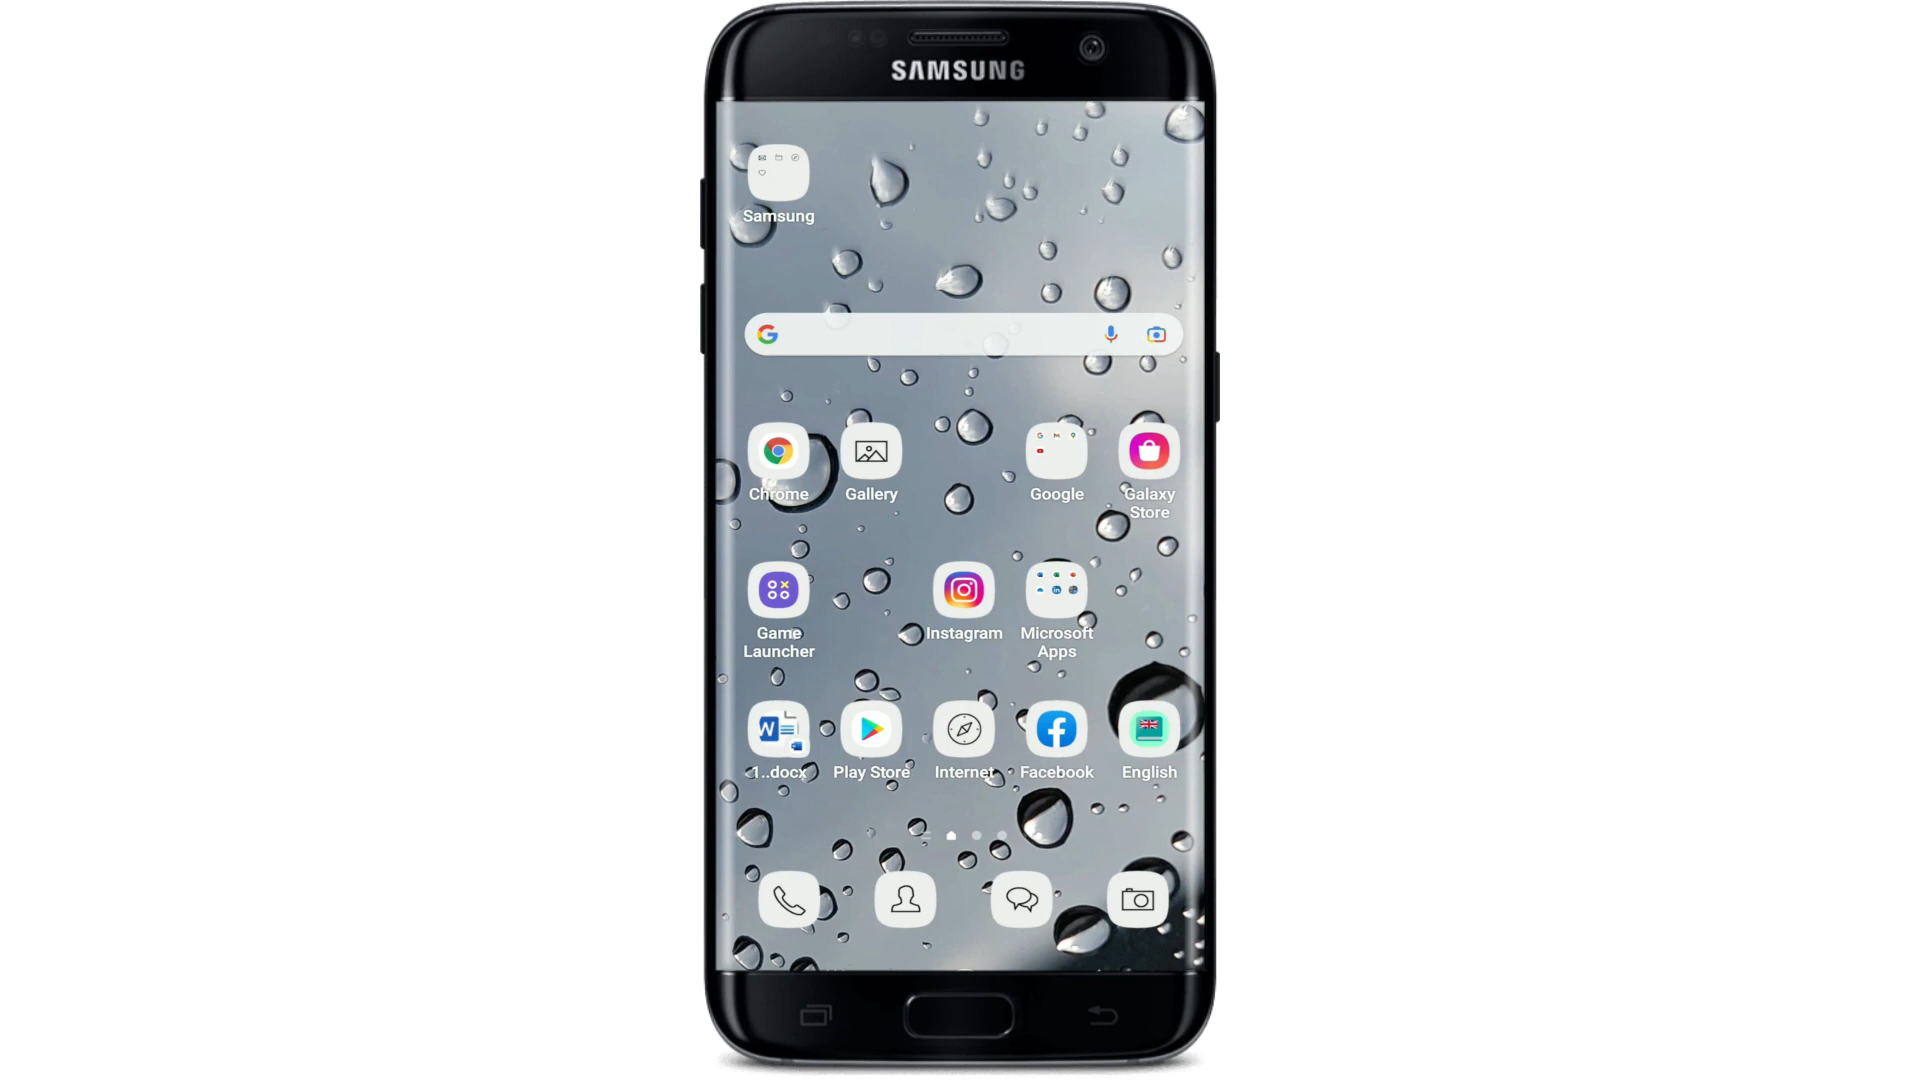 SAMSUNG
Samsung
Chrome
Gallery
Google
Galaxy
Store
Game
Launcher
Instagram
Microsoft
Apps
1..docx
Play Store
Internet
Facebook
English